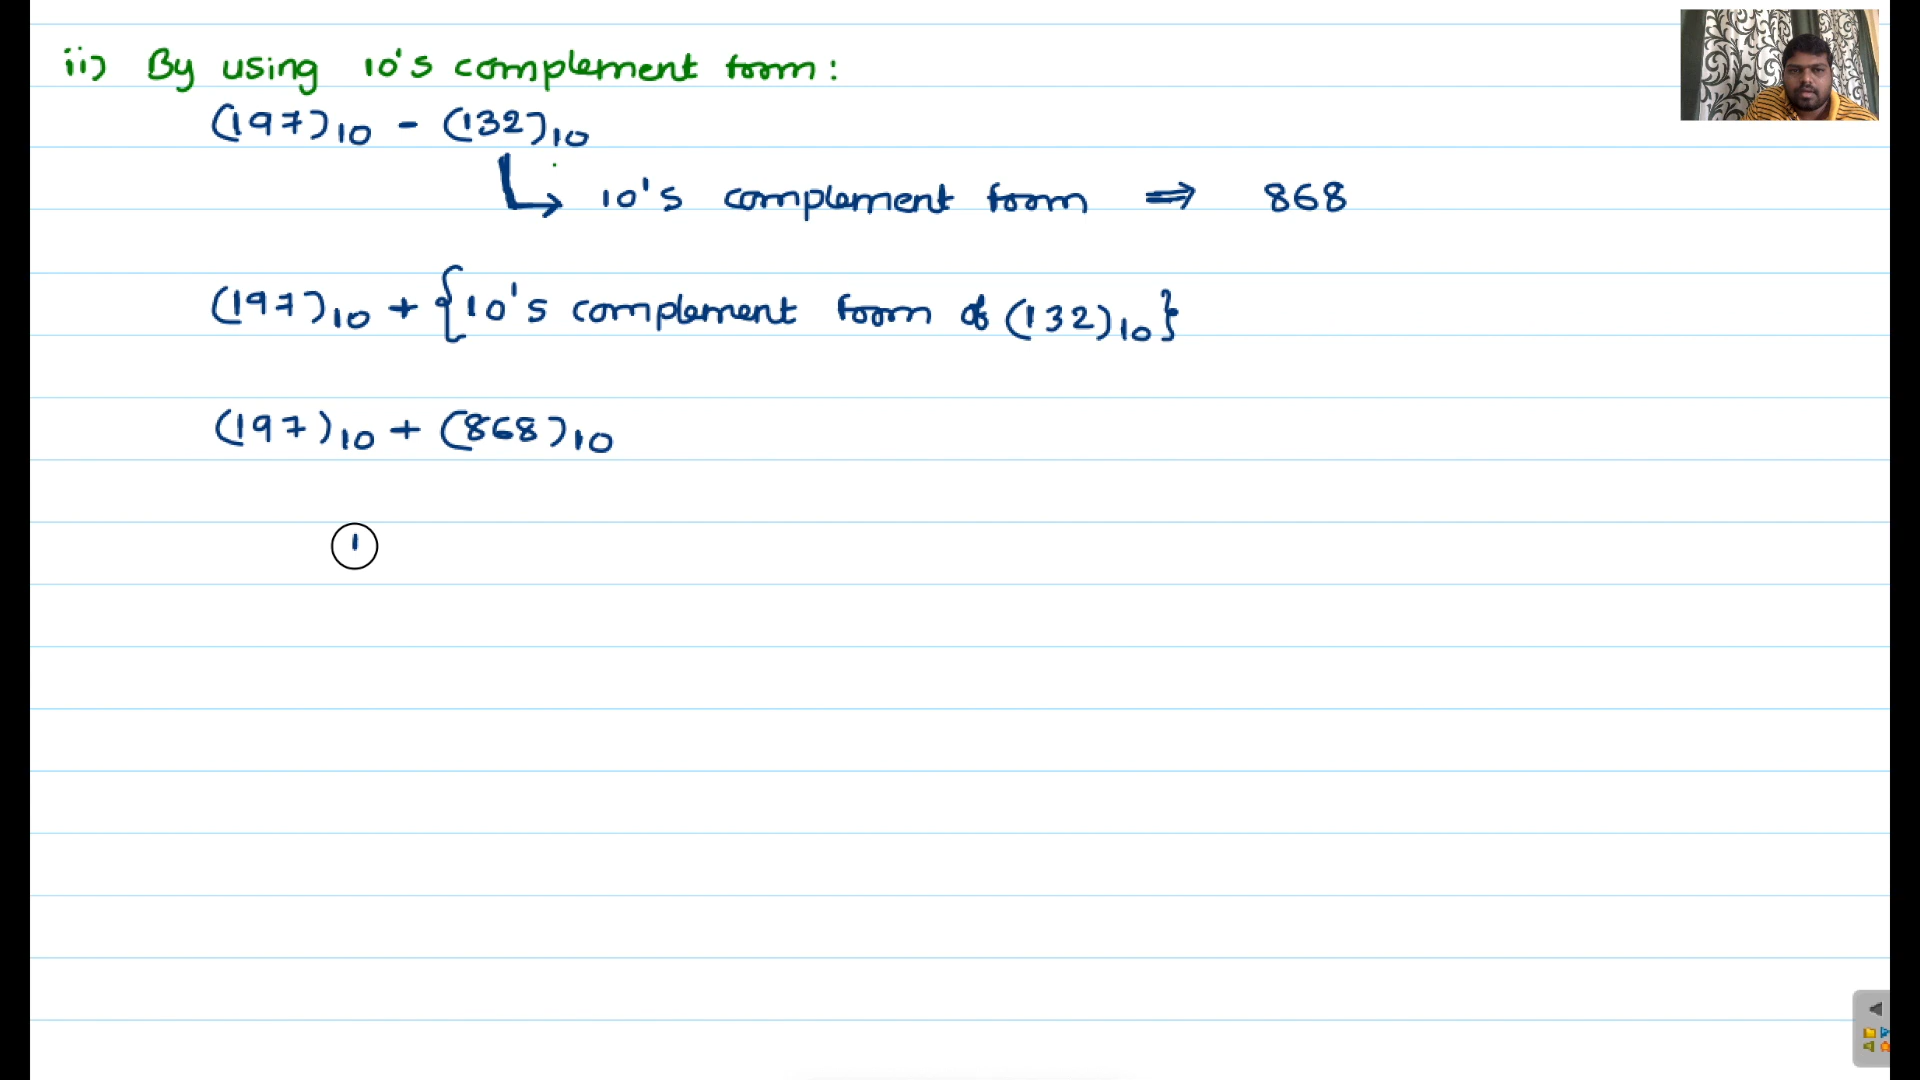 ii) By using 10's complement form:
(197)10 - (132)10
10's complement form ⇒ 868
(197)10 + {10's complement form of (132)10}
(197)10 + (868)10
1